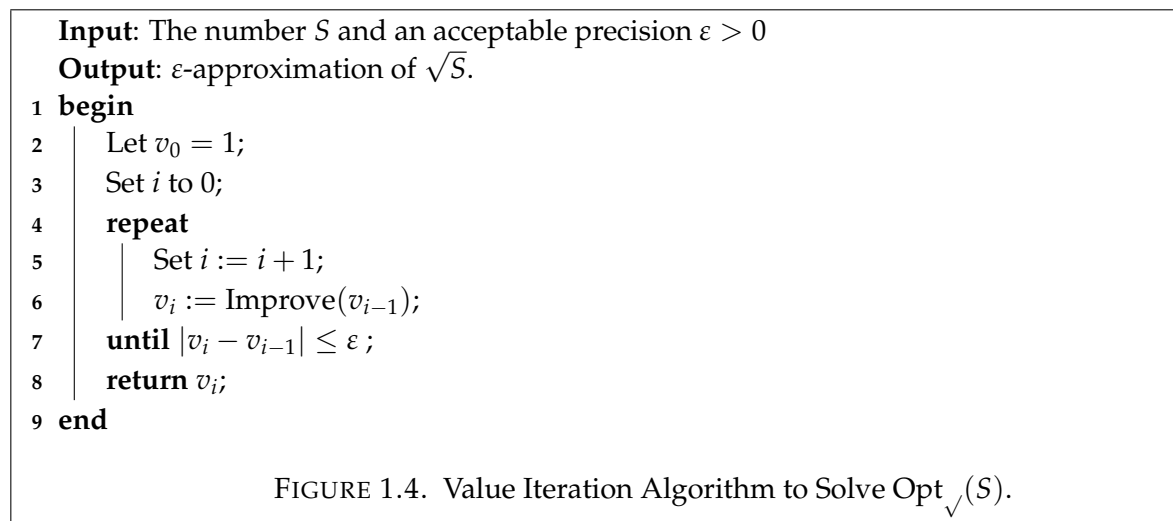 Input: The number S and an acceptable precision ε > 0
Output: ε-approximation of √S.
1 begin
2 Let v₀ = 1;
3 Set i to 0;
4 repeat
5 Set i := i + 1;
6 vᵢ := Improve(vᵢ₋₁);
7 until |vᵢ − vᵢ₋₁| ≤ ε ;
8 return vᵢ;
9 end
FIGURE 1.4. Value Iteration Algorithm to Solve Opt√(S).